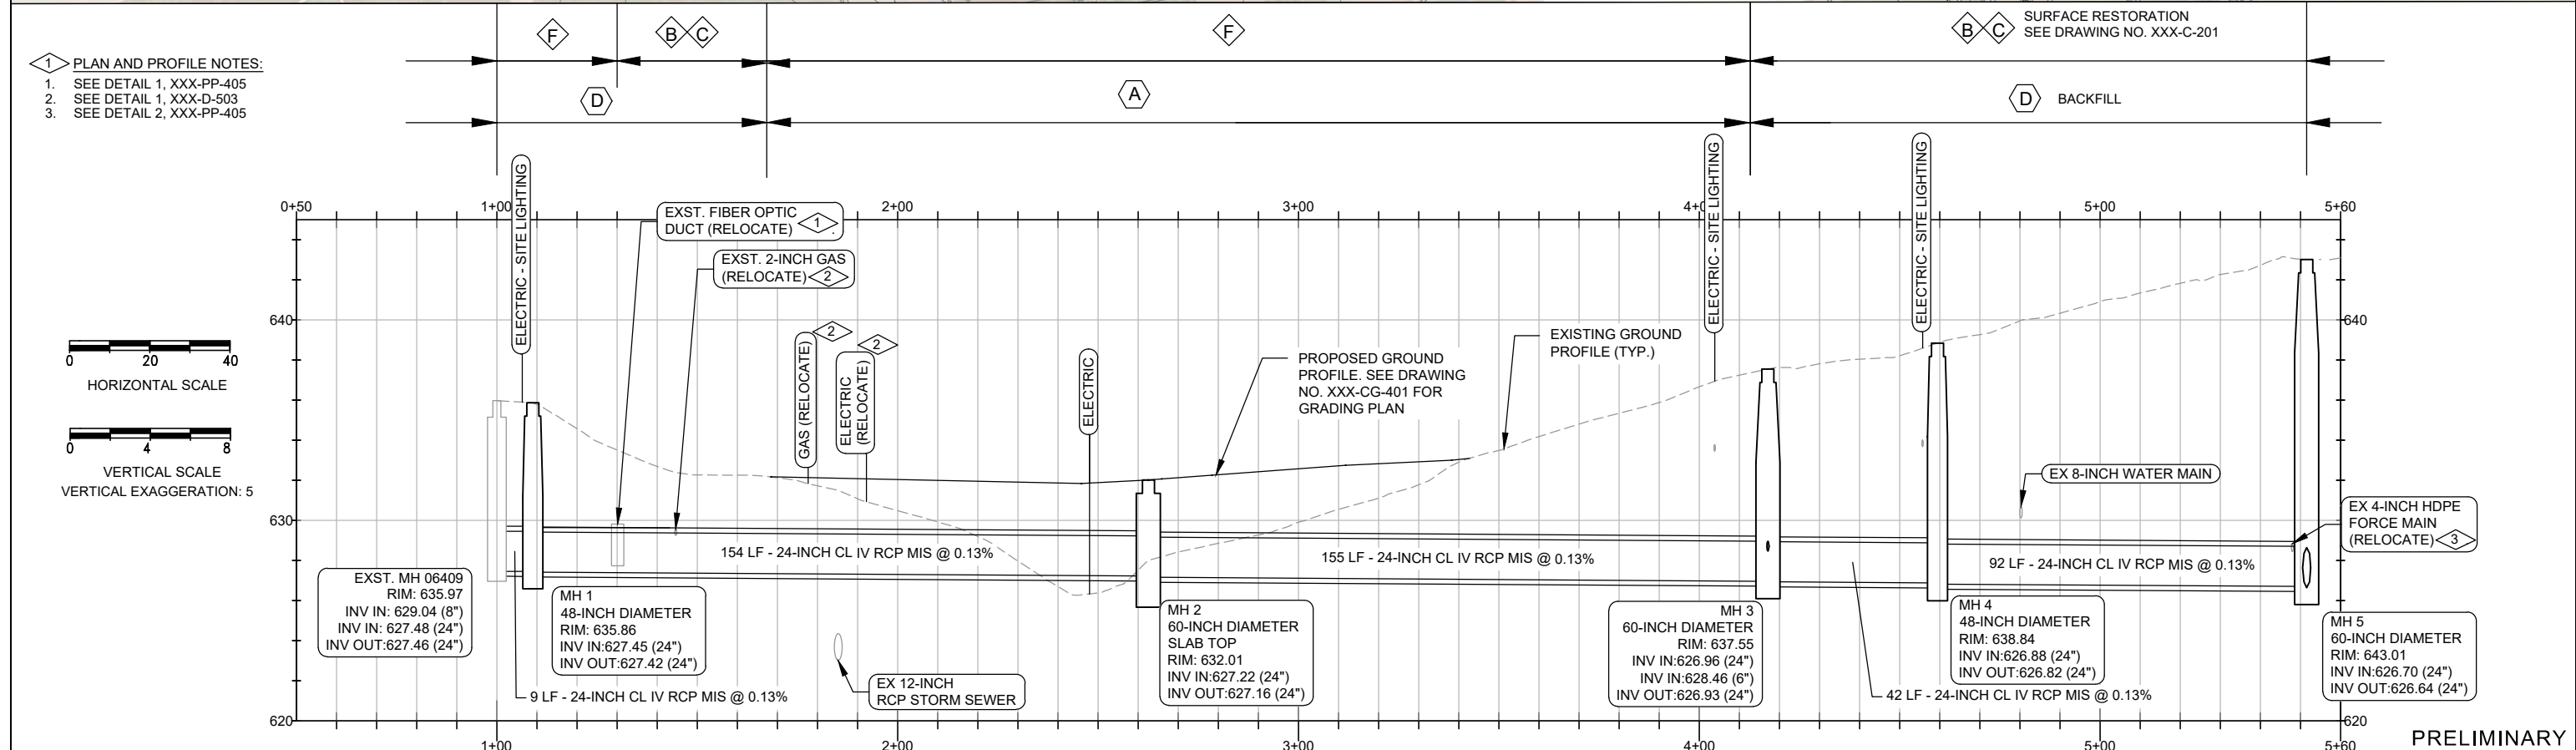 F
B
C
F
B
C
SURFACE RESTORATION
SEE DRAWING NO. XXX-C-201
1 PLAN AND PROFILE NOTES:
1. SEE DETAIL 1, XXX-PP-405
2. SEE DETAIL 1, XXX-D-503
3. SEE DETAIL 2, XXX-PP-405
D
A
D
BACKFILL
0+50
1+00
2+00
3+00
4+0
5+00
5+60
ELECTRIC - SITE LIGHTING
EXST. FIBER OPTIC
DUCT (RELOCATE) 1
EXST. 2-INCH GAS
(RELOCATE) 2
GAS (RELOCATE)
2
ELECTRIC
(RELOCATE)
2
ELECTRIC
PROPOSED GROUND
PROFILE. SEE DRAWING
NO. XXX-CG-401 FOR
GRADING PLAN
EXISTING GROUND
PROFILE (TYP.)
ELECTRIC - SITE LIGHTING
ELECTRIC - SITE LIGHTING
640
640
0 20 40
HORIZONTAL SCALE
0 4 8
VERTICAL SCALE
VERTICAL EXAGGERATION: 5
630
EX 8-INCH WATER MAIN
EX 4-INCH HDPE
FORCE MAIN
(RELOCATE) 3
154 LF - 24-INCH CL IV RCP MIS @ 0.13%
155 LF - 24-INCH CL IV RCP MIS @ 0.13%
92 LF - 24-INCH CL IV RCP MIS @ 0.13%
EXST. MH 06409
RIM: 635.97
INV IN: 629.04 (8")
INV IN: 627.48 (24")
INV OUT:627.46 (24")
MH 1
48-INCH DIAMETER
RIM: 635.86
INV IN:627.45 (24")
INV OUT:627.42 (24")
9 LF - 24-INCH CL IV RCP MIS @ 0.13%
EX 12-INCH
RCP STORM SEWER
MH 2
60-INCH DIAMETER
SLAB TOP
RIM: 632.01
INV IN:627.22 (24")
INV OUT:627.16 (24")
MH 3
60-INCH DIAMETER
RIM: 637.55
INV IN:626.96 (24")
INV IN:628.46 (6")
INV OUT:626.93 (24")
MH 4
48-INCH DIAMETER
RIM: 638.84
INV IN:626.88 (24")
INV OUT:626.82 (24")
42 LF - 24-INCH CL IV RCP MIS @ 0.13%
MH 5
60-INCH DIAMETER
RIM: 643.01
INV IN:626.70 (24")
INV OUT:626.64 (24")
620
620
1+00
2+00
3+00
4+00
5+00
5+60
PRELIMINARY